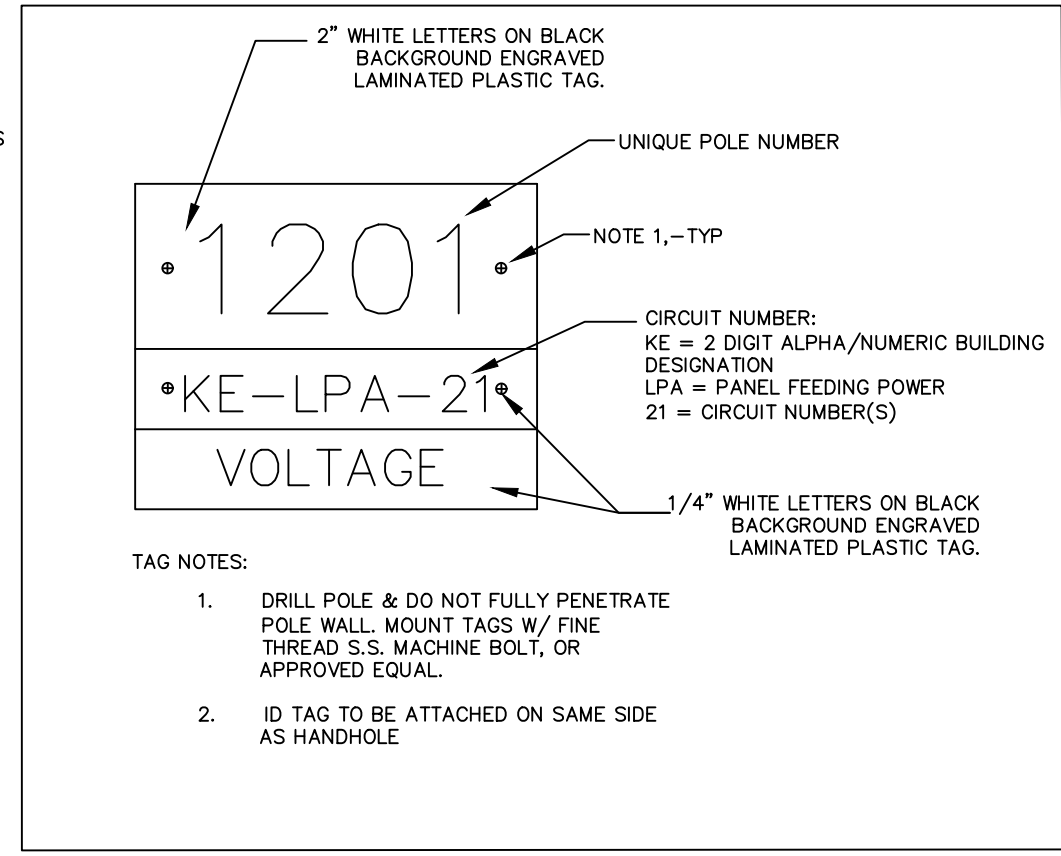 2” WHITE LETTERS ON BLACK
BACKGROUND ENGRAVED
LAMINATED PLASTIC TAG.
S
UNIQUE POLE NUMBER
1201
NOTE 1,–TYP
CIRCUIT NUMBER:
KE = 2 DIGIT ALPHA/NUMERIC BUILDING
DESIGNATION
LPA = PANEL FEEDING POWER
21 = CIRCUIT NUMBER(S)
KE–LPA–21
VOLTAGE
1/4” WHITE LETTERS ON BLACK
BACKGROUND ENGRAVED
LAMINATED PLASTIC TAG.
TAG NOTES:
1. DRILL POLE & DO NOT FULLY PENETRATE
POLE WALL. MOUNT TAGS W/ FINE
THREAD S.S. MACHINE BOLT, OR
APPROVED EQUAL.
2. ID TAG TO BE ATTACHED ON SAME SIDE
AS HANDHOLE